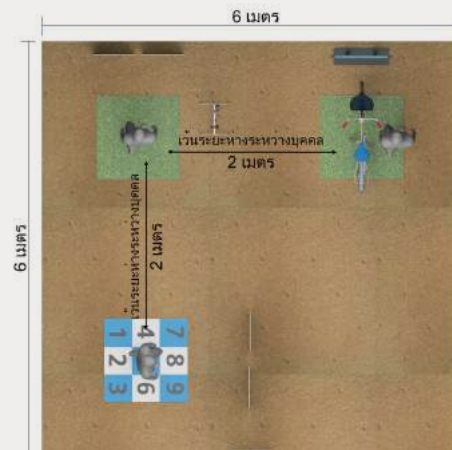 6 เมตร
6 เมตร
เว้นระยะห่างระหว่างบุคคล
2 เมตร
เว้นระยะห่างระหว่างบุคคล
2 เมตร
1 4 7
2 8
3 6 9